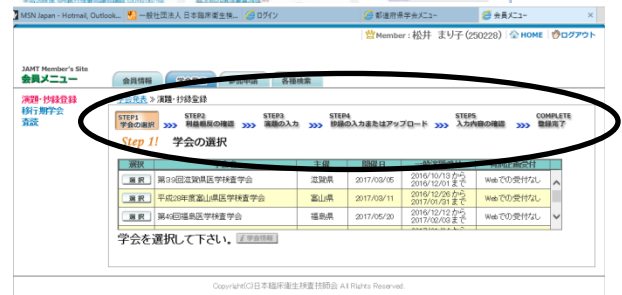 MSN Japan - Hotmail, Outlook...
一般社団法人 日本臨床衛生検...
ログイン
都道府県学会メニュー
会員メニュー
Member : 松井 まり子(250228)
HOME
ログアウト
JAMT Member's Site
会員メニュー
会員情報
各種検索
演題・抄録登録
移行期学会
査読
学会発表 > 演題・抄録登録
STEP1
学会の選択
STEP2
利益相反の確認
STEP3
演題の入力
STEP4
抄録の入力またはアップロード
STEP5
入力内容の確認
COMPLETE
登録完了
Step 1! 学会の選択
選択 主催 開催日
選択 第39回滋賀県医学検査学会 滋賀県 2017/03/05 2016/10/13から 2016/12/01まで Webでの受付なし
選択 平成28年度富山県医学検査学会 富山県 2017/03/11 2016/12/26から 2017/01/31まで Webでの受付なし
選択 第49回福島医学検査学会 福島県 2017/05/20 2016/12/12から 2017/02/03まで Webでの受付なし
学会を選択して下さい。
学会情報
Copyright(C)日本臨床衛生検査技師会 All Rights Reserved.